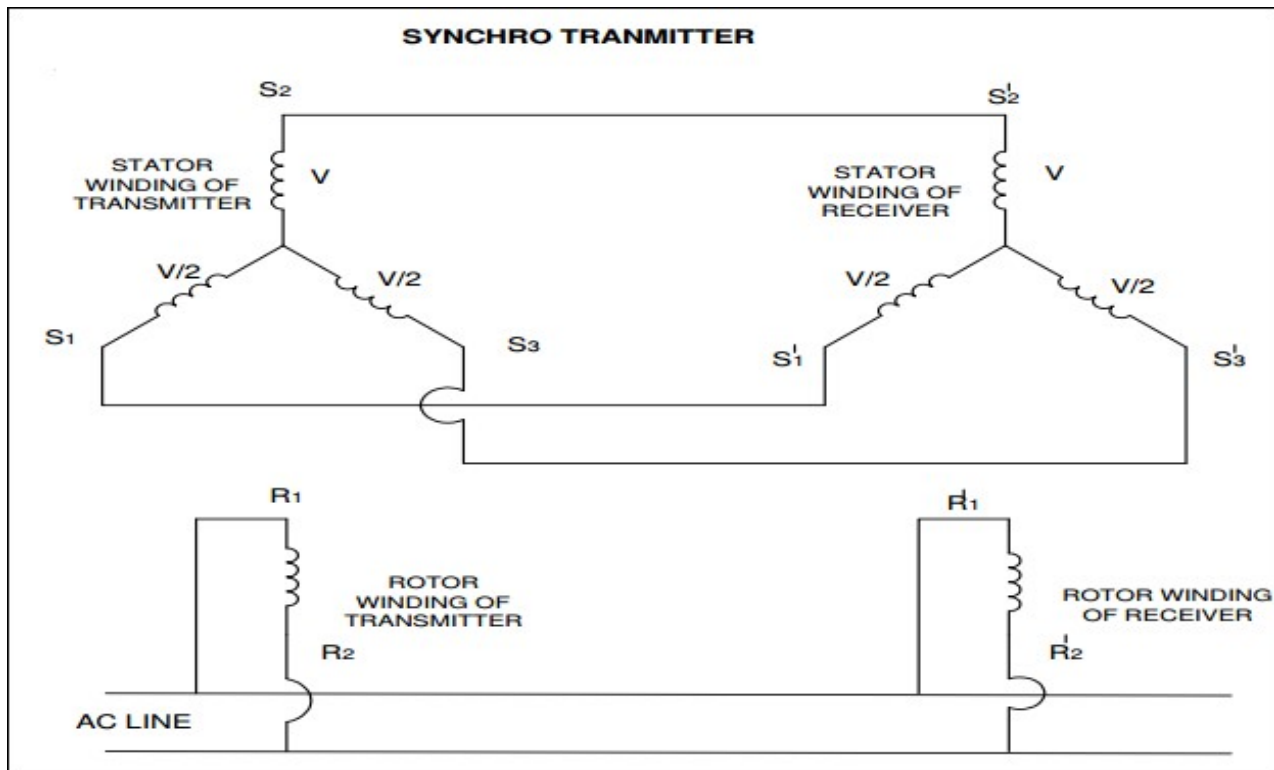 SYNCHRO TRANMITTER
S2
S'2
STATOR
WINDING OF
TRANSMITTER
V
STATOR
WINDING OF
RECEIVER
V
V/2
V/2
V/2
V/2
S1
S3
S'1
S'3
R1
R'1
ROTOR
WINDING OF
TRANSMITTER
ROTOR WINDING
OF RECEIVER
R2
R'2
AC LINE